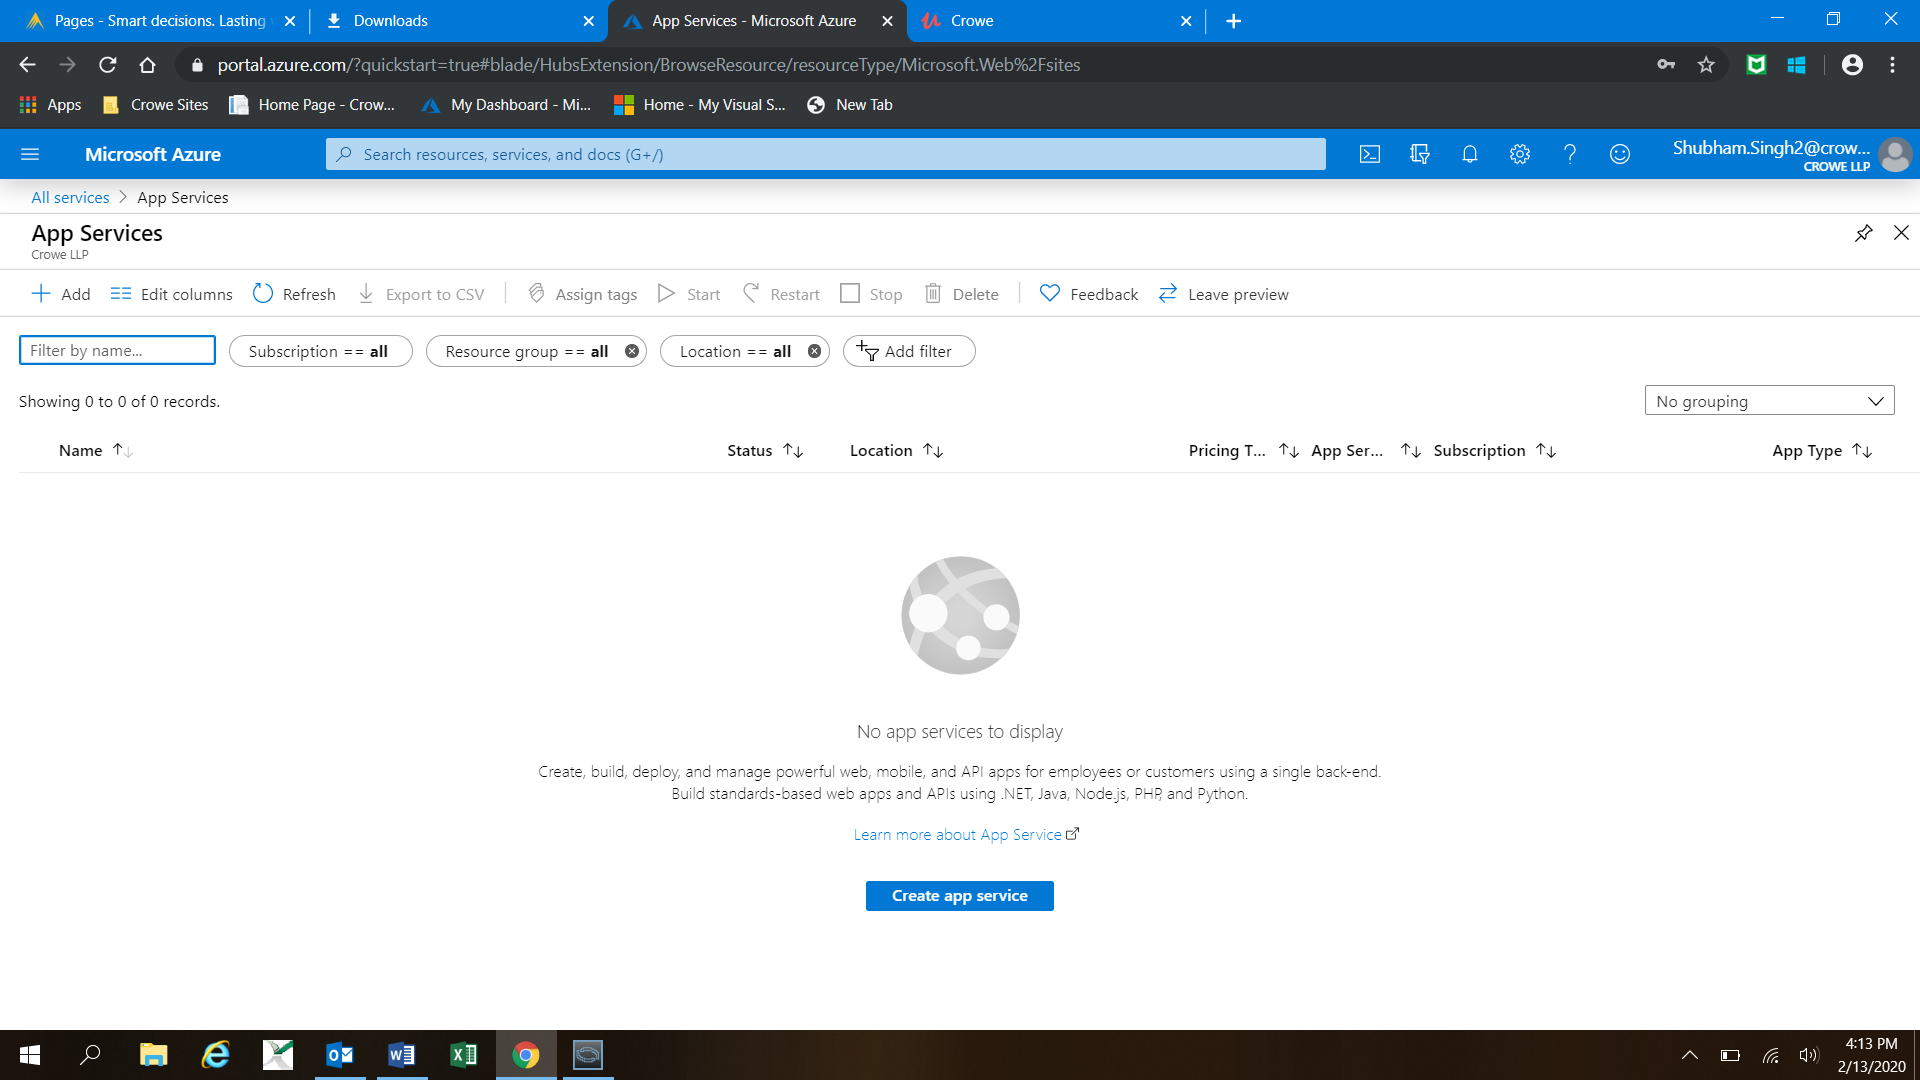 Pages - Smart decisions. Lasting
Downloads
App Services - Microsoft Azure
Crowe
portal.azure.com/?quickstart=true#blade/HubsExtension/BrowseResource/resourceType/Microsoft.Web%2Fsites
Apps
Crowe Sites
Home Page - Crow...
My Dashboard - Mi...
Home - My Visual S...
New Tab
Microsoft Azure
Search resources, services, and docs (G+/)
Shubham.Singh2@crow...
CROWE LLP
All services > App Services
App Services
Crowe LLP
Add
Edit columns
Refresh
Export to CSV
Assign tags
Start
Restart
Stop
Delete
Feedback
Leave preview
Filter by name...
Subscription == all
Resource group == all
Location == all
Add filter
Showing 0 to 0 of 0 records.
No grouping
Name
Status
Location
Pricing T...
App Ser...
Subscription
App Type
No app services to display
Create, build, deploy, and manage powerful web, mobile, and API apps for employees or customers using a single back-end.
Build standards-based web apps and APIs using .NET, Java, Node.js, PHP, and Python.
Learn more about App Service
Create app service
4:13 PM
2/13/2020